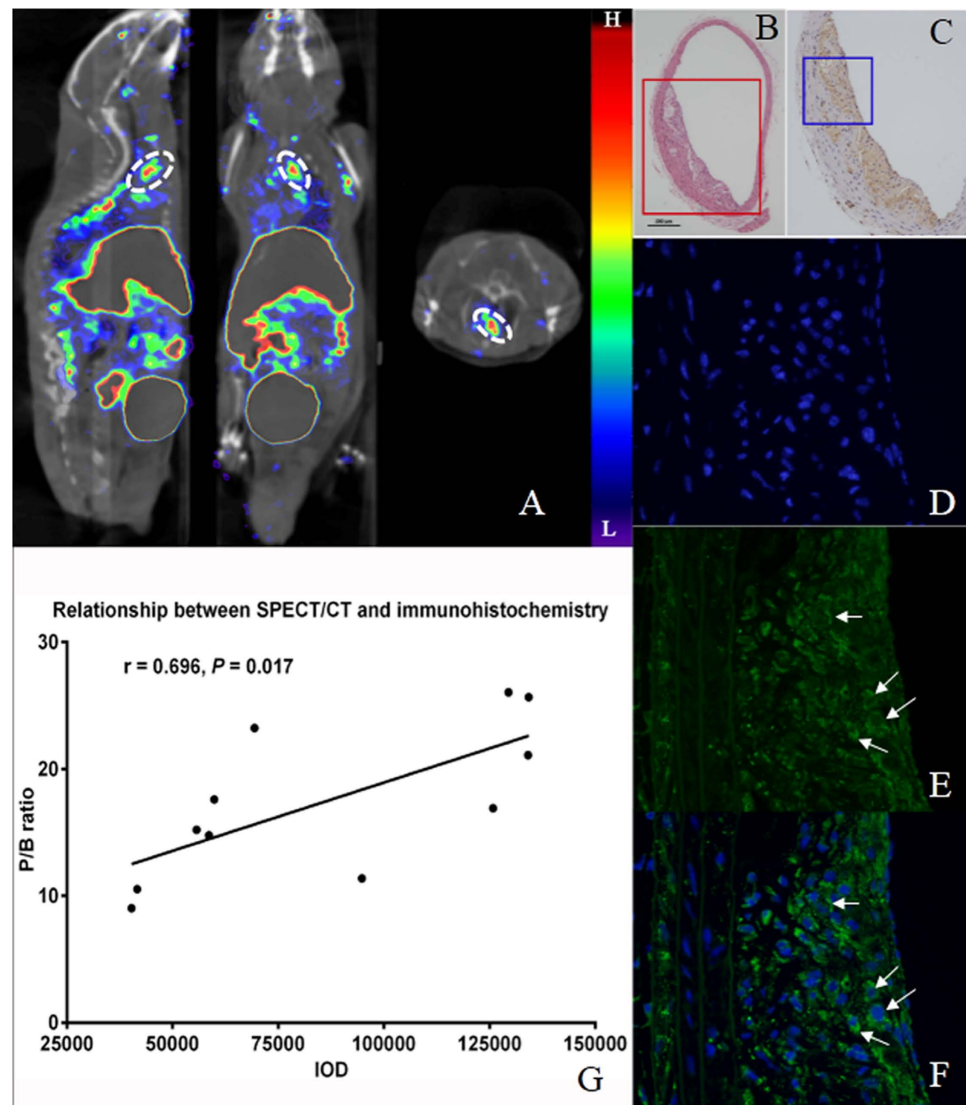 H
B
C
A
L
D
Relationship between SPECT/CT and immunohistochemistry
r = 0.696, P = 0.017
P/B ratio
30
20
10
0
25000 50000 75000 100000 125000 150000
IOD
G
E
F